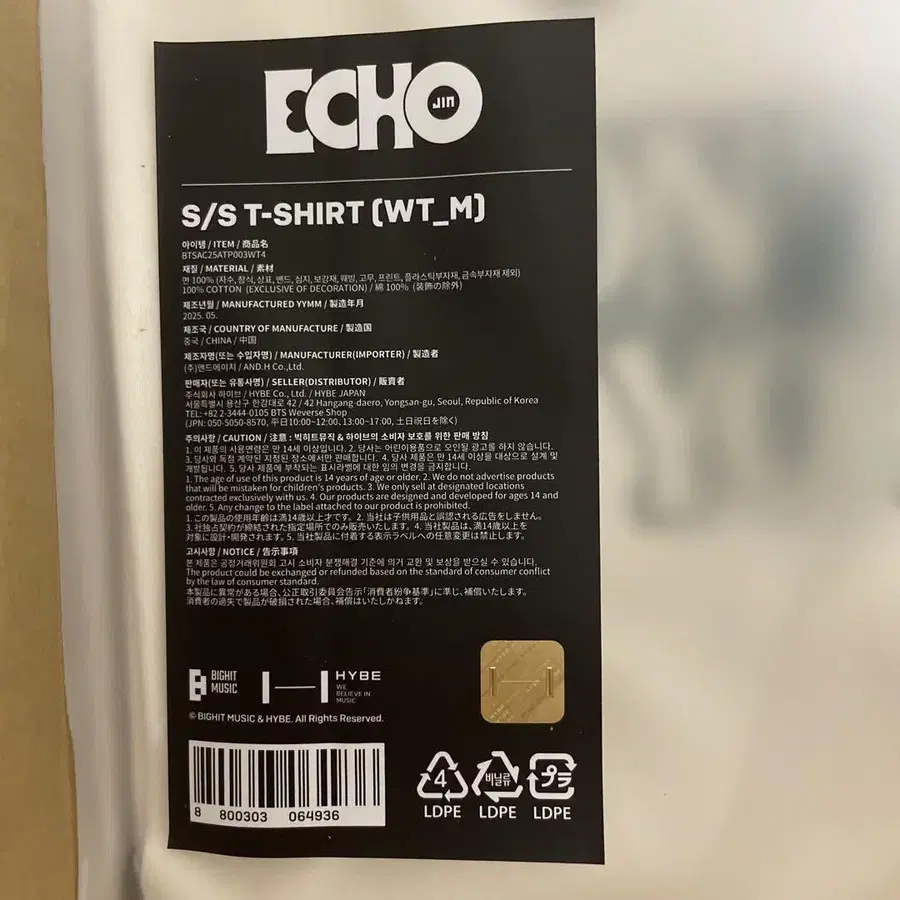 ECHO
JIN
S/S T-SHIRT (WT_M)
아이템 / ITEM / 商品名
BTSAC25ATP003WT4
재질 / MATERIAL / 素材
면 100% (자수, 장식, 상표, 밴드, 심지, 보강재, 웨빙, 고무, 프린트, 플라스틱부자재, 금속부자재 제외)
100% COTTON (EXCLUSIVE OF DECORATION) / 綿 100% (装飾の除外)
제조년월 / MANUFACTURED YYMM / 製造年月
2025. 05.
제조국 / COUNTRY OF MANUFACTURE / 製造国
중국 / CHINA / 中国
제조자명(또는 수입자명) / MANUFACTURER(IMPORTER) / 製造者
(주)앤드에이치 / AND.H Co.,Ltd.
판매자(또는 유통사명) / SELLER(DISTRIBUTOR) / 販売者
주식회사 하이브 / HYBE Co., Ltd. / HYBE JAPAN
서울특별시 용산구 한강대로 42 / 42 Hangang-daero, Yongsan-gu, Seoul, Republic of Korea
TEL: +82 2-3444-0105 BTS Weverse Shop
(JPN: 050-5050-8570, 平日10:00~12:00, 13:00~17:00, 土日祝日を除く)
주의사항 / CAUTION / 注意 : 빅히트뮤직 & 하이브의 소비자 보호를 위한 판매 방침
1. 이 제품의 사용연령은 만 14세 이상입니다. 2. 당사는 어린이용품으로 오인될 광고를 하지 않습니다.
3. 당사와 독점 계약된 지정된 장소에서만 판매합니다. 4. 당사 제품은 만 14세 이상을 대상으로 설계 및
개발됩니다. 5. 당사 제품에 부착되는 표시라벨에 대한 임의 변경을 금지합니다.
1. The age of use of this product is 14 years of age or older. 2. We do not advertise products
that will be mistaken for children's products. 3. We only sell at designated locations
contracted exclusively with us. 4. Our products are designed and developed for ages 14 and
older. 5. Any change to the label attached to our product is prohibited.
1. この製品の使用年齢は満14歳以上才です。2. 当社は子供用品と誤認される広告をしません。
3. 社独占契約が締結された指定場所でのみ販売いたします。4. 当社製品は、満14歳以上を
対象に設計・開発されます。5. 当社製品に付着する表示ラベルへの任意変更は禁止します。
고시사항 / NOTICE / 告示事項
본 제품은 공정거래위원회 고시 소비자 분쟁해결 기준에 의거 교환 및 보상을 받으실 수 있습니다.
The product could be exchanged or refunded based on the standard of consumer conflict
by the law of consumer standard.
本製品に異常がある場合、公正取引委員会告示「消費者紛争基準」に準じ、補償いたします。
消費者の過失で製品が破損された場合、補償はいたしかねます。
BIGHIT
MUSIC
HYBE
WE
BELIEVE IN
MUSIC
© BIGHIT MUSIC & HYBE. All Rights Reserved.
8 800303 064936
4
LDPE
비닐류
LDPE
プラ
LDPE